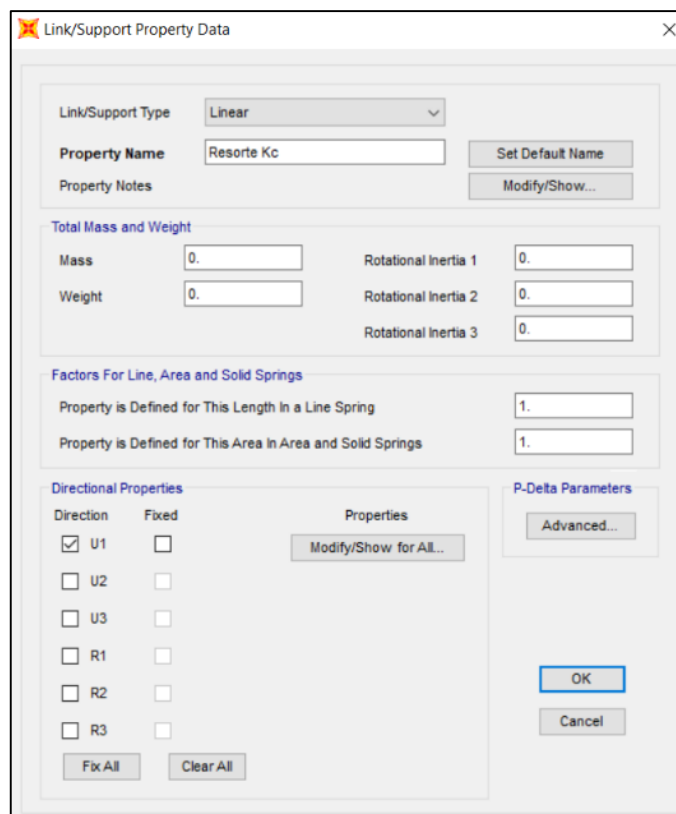 Link/Support Property Data
Link/Support Type Linear
Property Name Resorte Kc Set Default Name
Property Notes Modify/Show...
Total Mass and Weight
Mass 0. Rotational Inertia 1 0.
Weight 0. Rotational Inertia 2 0.
Rotational Inertia 3 0.
Factors For Line, Area and Solid Springs
Property is Defined for This Length In a Line Spring 1.
Property is Defined for This Area In Area and Solid Springs 1.
Directional Properties P-Delta Parameters
Direction Fixed Properties Advanced...
U1 Modify/Show for All...
U2
U3
R1
R2 OK
R3 Cancel
Fix All Clear All